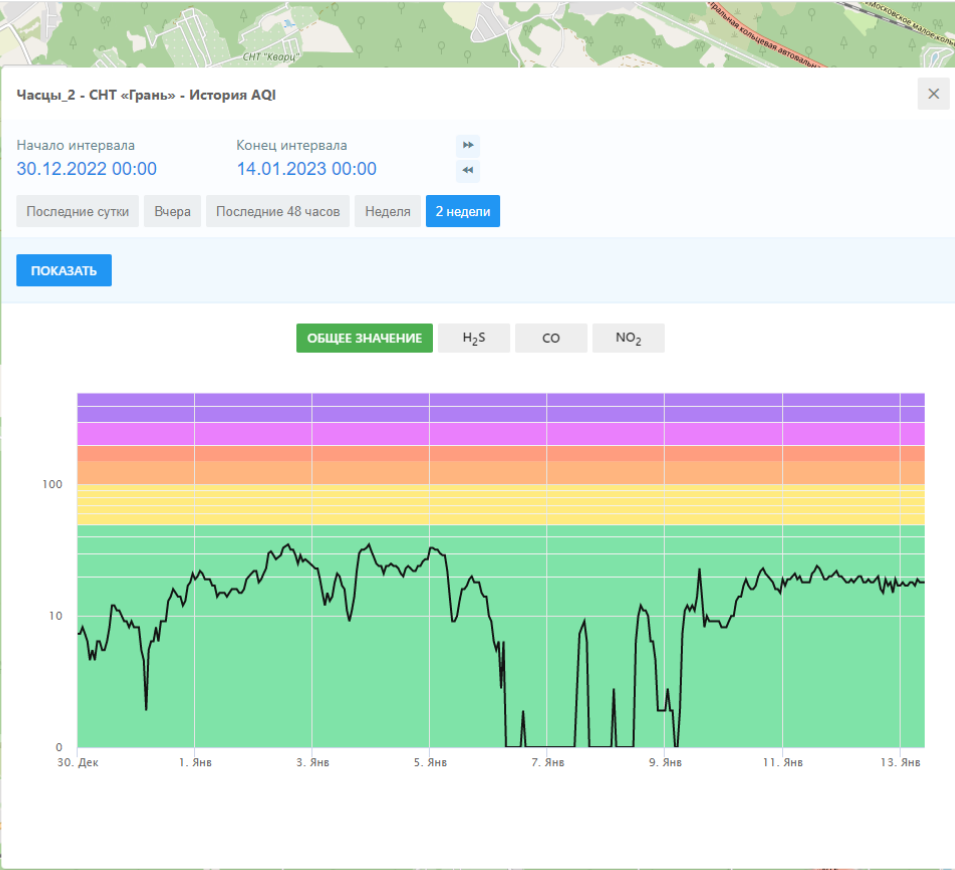 СНТ "Кварц"
Часцы_2 - СНТ «Грань» - История AQI
Начало интервала
Конец интервала
30.12.2022 00:00
14.01.2023 00:00
Последние сутки
Вчера
Последние 48 часов
Неделя
2 недели
ПОКАЗАТЬ
ОБЩЕЕ ЗНАЧЕНИЕ
H₂S
CO
NO₂
100
10
0
30. Дек
1. Янв
3. Янв
5. Янв
7. Янв
9. Янв
11. Янв
13. Янв